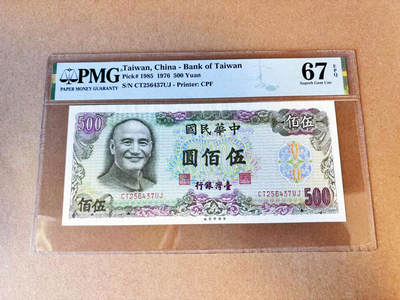 PMG
PAPER MONEY GUARANTY
Taiwan, China - Bank of Taiwan
Pick# 1985 1976 500 Yuan
S/N CT256437UJ - Printer: CPF
67 EPQ
Superb Gem Unc
500
中華民國
伍佰
伍佰圓
臺灣銀行
CT256437UJ
CT256437UJ
伍佰
500